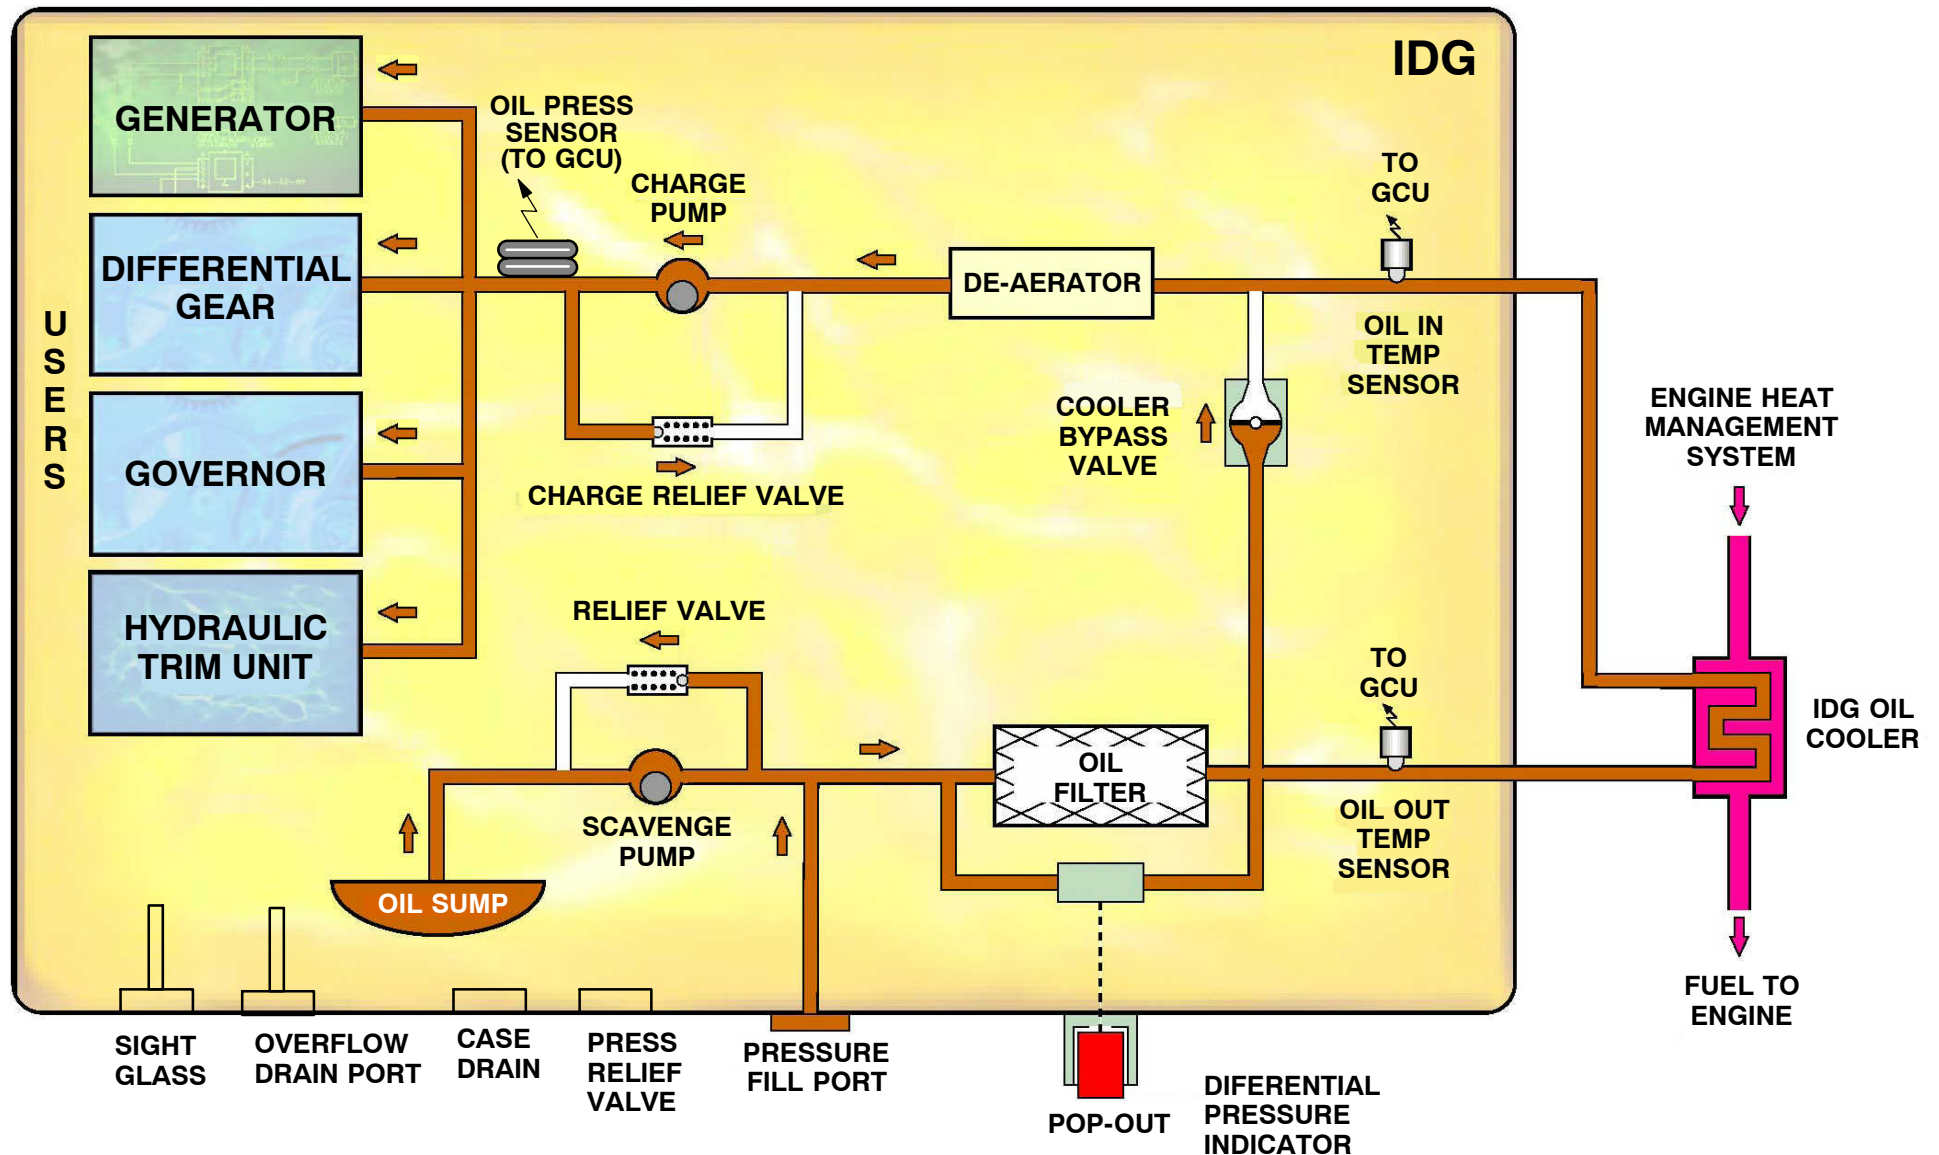 IDG
GENERATOR
OIL PRESS
SENSOR
(TO GCU)
CHARGE
PUMP
TO
GCU
DIFFERENTIAL
GEAR
DE-AERATOR
U
S
E
R
S
OIL IN
TEMP
SENSOR
COOLER
BYPASS
VALVE
ENGINE HEAT
MANAGEMENT
SYSTEM
GOVERNOR
CHARGE RELIEF VALVE
RELIEF VALVE
HYDRAULIC
TRIM UNIT
TO
GCU
IDG OIL
COOLER
OIL
FILTER
SCAVENGE
PUMP
OIL OUT
TEMP
SENSOR
OIL SUMP
FUEL TO
ENGINE
SIGHT
GLASS
OVERFLOW
DRAIN PORT
CASE
DRAIN
PRESS
RELIEF
VALVE
PRESSURE
FILL PORT
POP-OUT
DIFERENTIAL
PRESSURE
INDICATOR